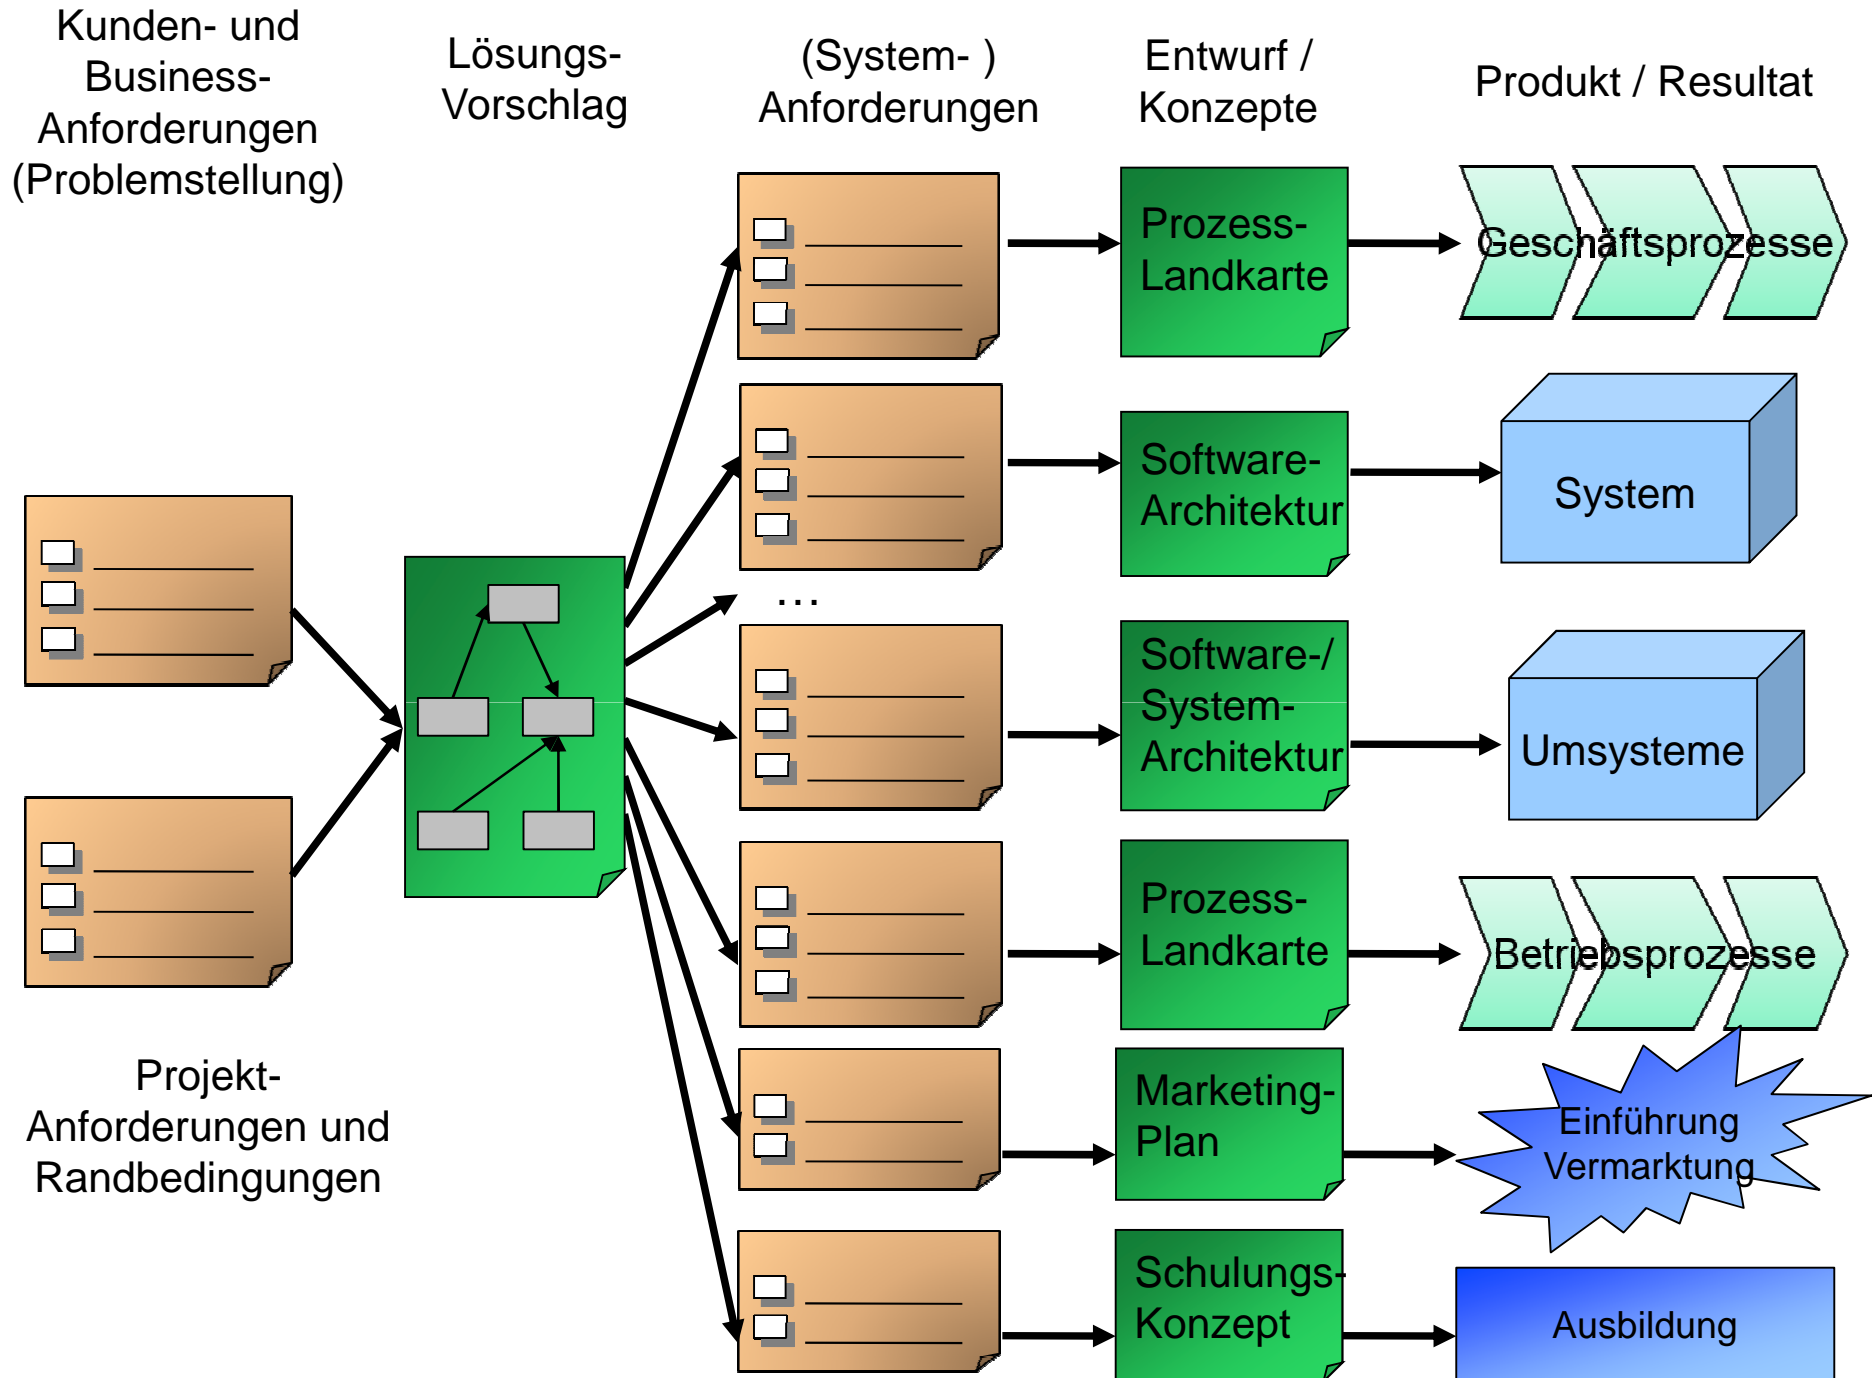 Kunden- und
Business-
Anforderungen
(Problemstellung)
Lösungs-
Vorschlag
(System- )
Anforderungen
Entwurf /
Konzepte
Produkt / Resultat
Prozess-
Landkarte
Geschäftsprozesse
Software-
Architektur
System
...
Software-/
System-
Architektur
Umsysteme
Prozess-
Landkarte
Betriebsprozesse
Projekt-
Anforderungen und
Randbedingungen
Marketing-
Plan
Einführung
Vermarktung
Schulungs-
Konzept
Ausbildung